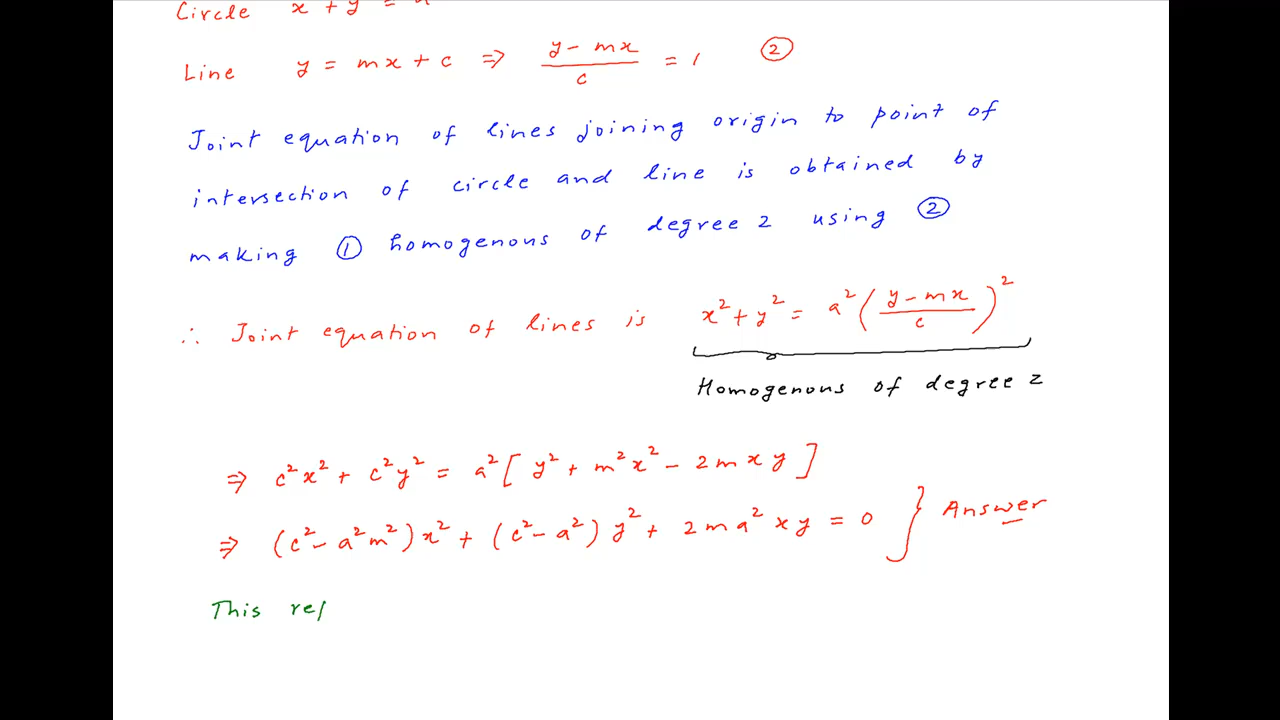 Circle x + y = a
Line y = mx + c ⇒ (y - mx)/c = 1 ②
Joint equation of lines joining origin to point of
intersection of circle and line is obtained by
making ① homogenous of degree 2 using ②
∴ Joint equation of lines is x² + y² = a² ((y - mx)/c)²
Homogenous of degree 2
⇒ c²x² + c²y² = a² [ y² + m²x² - 2mxy ]
⇒ (c² - a²m²)x² + (c² - a²)y² + 2ma²xy = 0 } Answer
This